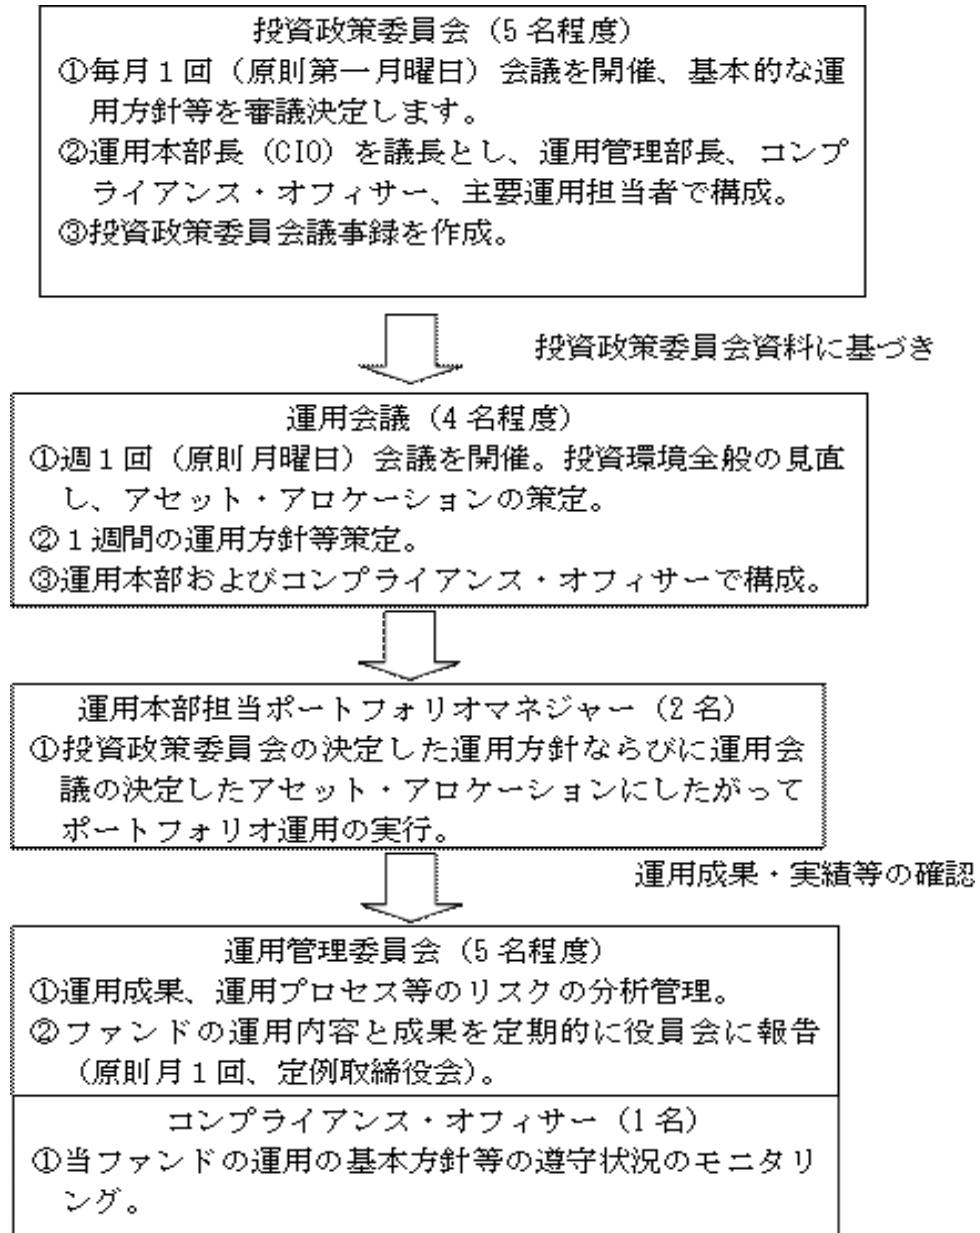 投資政策委員会（5名程度）
①毎月１回（原則第一月曜日）会議を開催、基本的な運
用方針等を審議決定します。
②運用本部長（CIO）を議長とし、運用管理部長、コンプ
ライアンス・オフィサー、主要運用担当者で構成。
③投資政策委員会議事録を作成。
投資政策委員会資料に基づき
運用会議（4名程度）
①週１回（原則月曜日）会議を開催。投資環境全般の見直
し、アセット・アロケーションの策定。
②１週間の運用方針等策定。
③運用本部およびコンプライアンス・オフィサーで構成。
運用本部担当ポートフォリオマネジャー（2名）
①投資政策委員会の決定した運用方針ならびに運用会
議の決定したアセット・アロケーションにしたがって
ポートフォリオ運用の実行。
運用成果・実績等の確認
運用管理委員会（5名程度）
①運用成果、運用プロセス等のリスクの分析管理。
②ファンドの運用内容と成果を定期的に役員会に報告
（原則月１回、定例取締役会）。
コンプライアンス・オフィサー（1名）
①当ファンドの運用の基本方針等の遵守状況のモニタリ
ング。